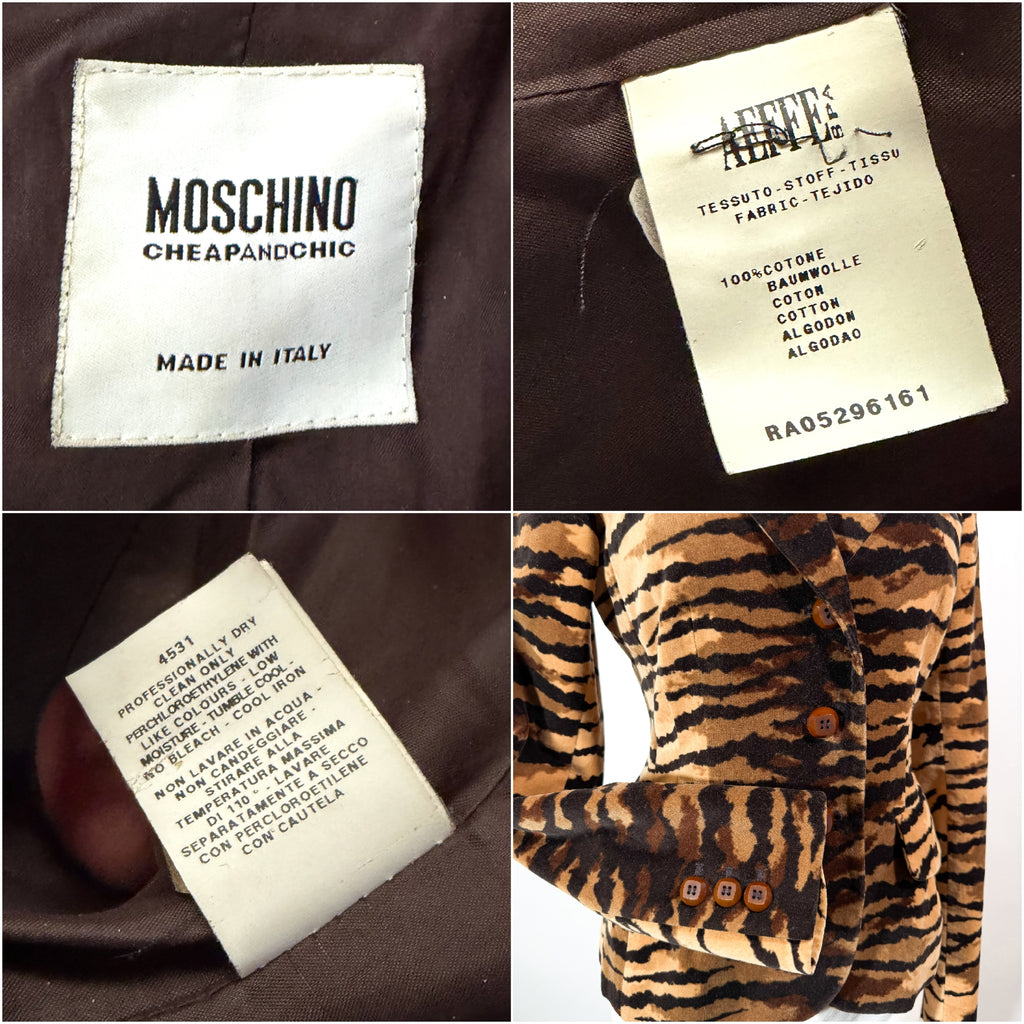 MOSCHINO
CHEAPANDCHIC
MADE IN ITALY
AEFFE SPA
TESSUTO-STOFF-TISSU
FABRIC-TEJIDO
100%COTONE
BAUMWOLLE
COTON
COTTON
ALGODON
ALGODAO
RA05296161
4531
PROFESSIONALLY DRY
CLEAN ONLY
PERCHLOROETHYLENE WITH
LIKE COLOURS - LOW
MOISTURE - TUMBLE COOL -
NO BLEACH - COOL IRON
NON LAVARE IN ACQUA -
NON CANDEGGIARE -
STIRARE ALLA
TEMPERATURA MASSIMA
DI 110 - LAVARE
SEPARATAMENTE A SECCO
CON PERCLOROETILENE
CON CAUTELA